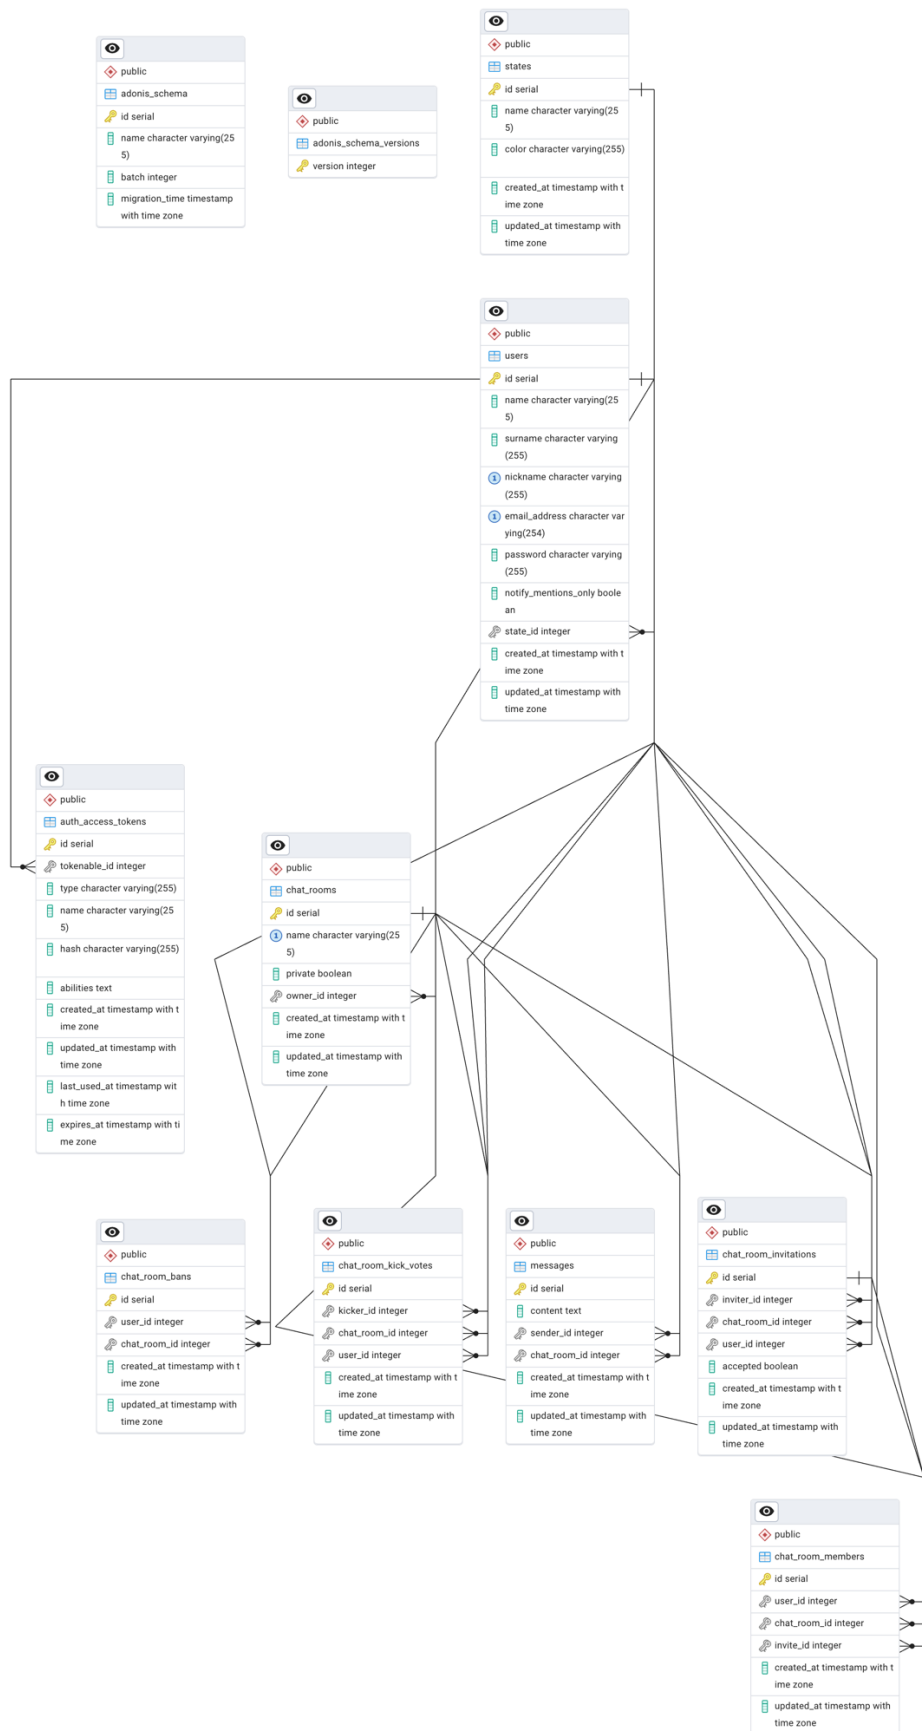 public
adonis_schema
id serial
name character varying(25
5)
batch integer
migration_time timestamp
with time zone
public
adonis_schema_versions
version integer
public
states
id serial
name character varying(25
5)
color character varying(255)
created_at timestamp with t
ime zone
updated_at timestamp with
time zone
public
users
id serial
name character varying(25
5)
surname character varying
(255)
nickname character varying
(255)
email_address character var
ying(254)
password character varying
(255)
notify_mentions_only boole
an
state_id integer
created_at timestamp with t
ime zone
updated_at timestamp with
time zone
public
auth_access_tokens
id serial
tokenable_id integer
type character varying(255)
name character varying(25
5)
hash character varying(255)
abilities text
created_at timestamp with t
ime zone
updated_at timestamp with
time zone
last_used_at timestamp wit
h time zone
expires_at timestamp with ti
me zone
public
chat_rooms
id serial
name character varying(25
5)
private boolean
owner_id integer
created_at timestamp with t
ime zone
updated_at timestamp with
time zone
public
chat_room_bans
id serial
user_id integer
chat_room_id integer
created_at timestamp with t
ime zone
updated_at timestamp with
time zone
public
chat_room_kick_votes
id serial
kicker_id integer
chat_room_id integer
user_id integer
created_at timestamp with t
ime zone
updated_at timestamp with
time zone
public
messages
id serial
content text
sender_id integer
chat_room_id integer
created_at timestamp with t
ime zone
updated_at timestamp with
time zone
public
chat_room_invitations
id serial
inviter_id integer
chat_room_id integer
user_id integer
accepted boolean
created_at timestamp with t
ime zone
updated_at timestamp with
time zone
public
chat_room_members
id serial
user_id integer
chat_room_id integer
invite_id integer
created_at timestamp with t
ime zone
updated_at timestamp with
time zone